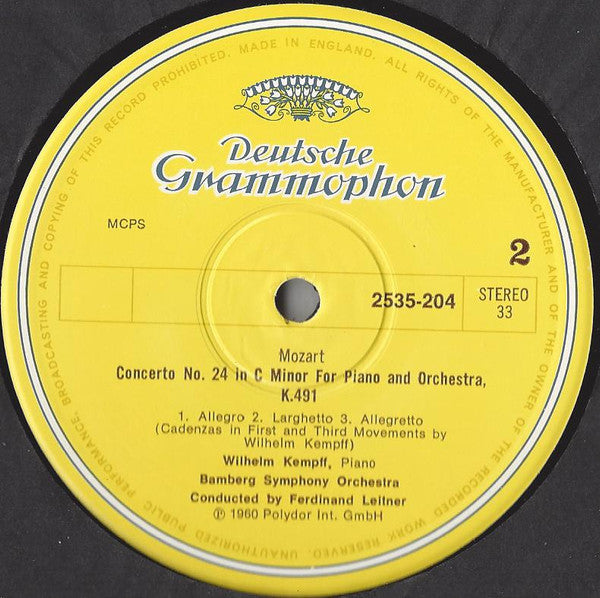 ALL RIGHTS OF THE MANUFACTURER AND OF THE OWNER OF THE RECORDED WORK RESERVED. UNAUTHORIZED PUBLIC PERFORMANCE, BROADCASTING AND COPYING OF THIS RECORD PROHIBITED. MADE IN ENGLAND.
Deutsche
Grammophon
MCPS
2
2535-204
STEREO
33
Mozart
Concerto No. 24 in C Minor For Piano and Orchestra,
K.491
1. Allegro 2. Larghetto 3. Allegretto
(Cadenzas in First and Third Movements by
Wilhelm Kempff)
Wilhelm Kempff, Piano
Bamberg Symphony Orchestra
Conducted by Ferdinand Leitner
℗ 1960 Polydor Int. GmbH